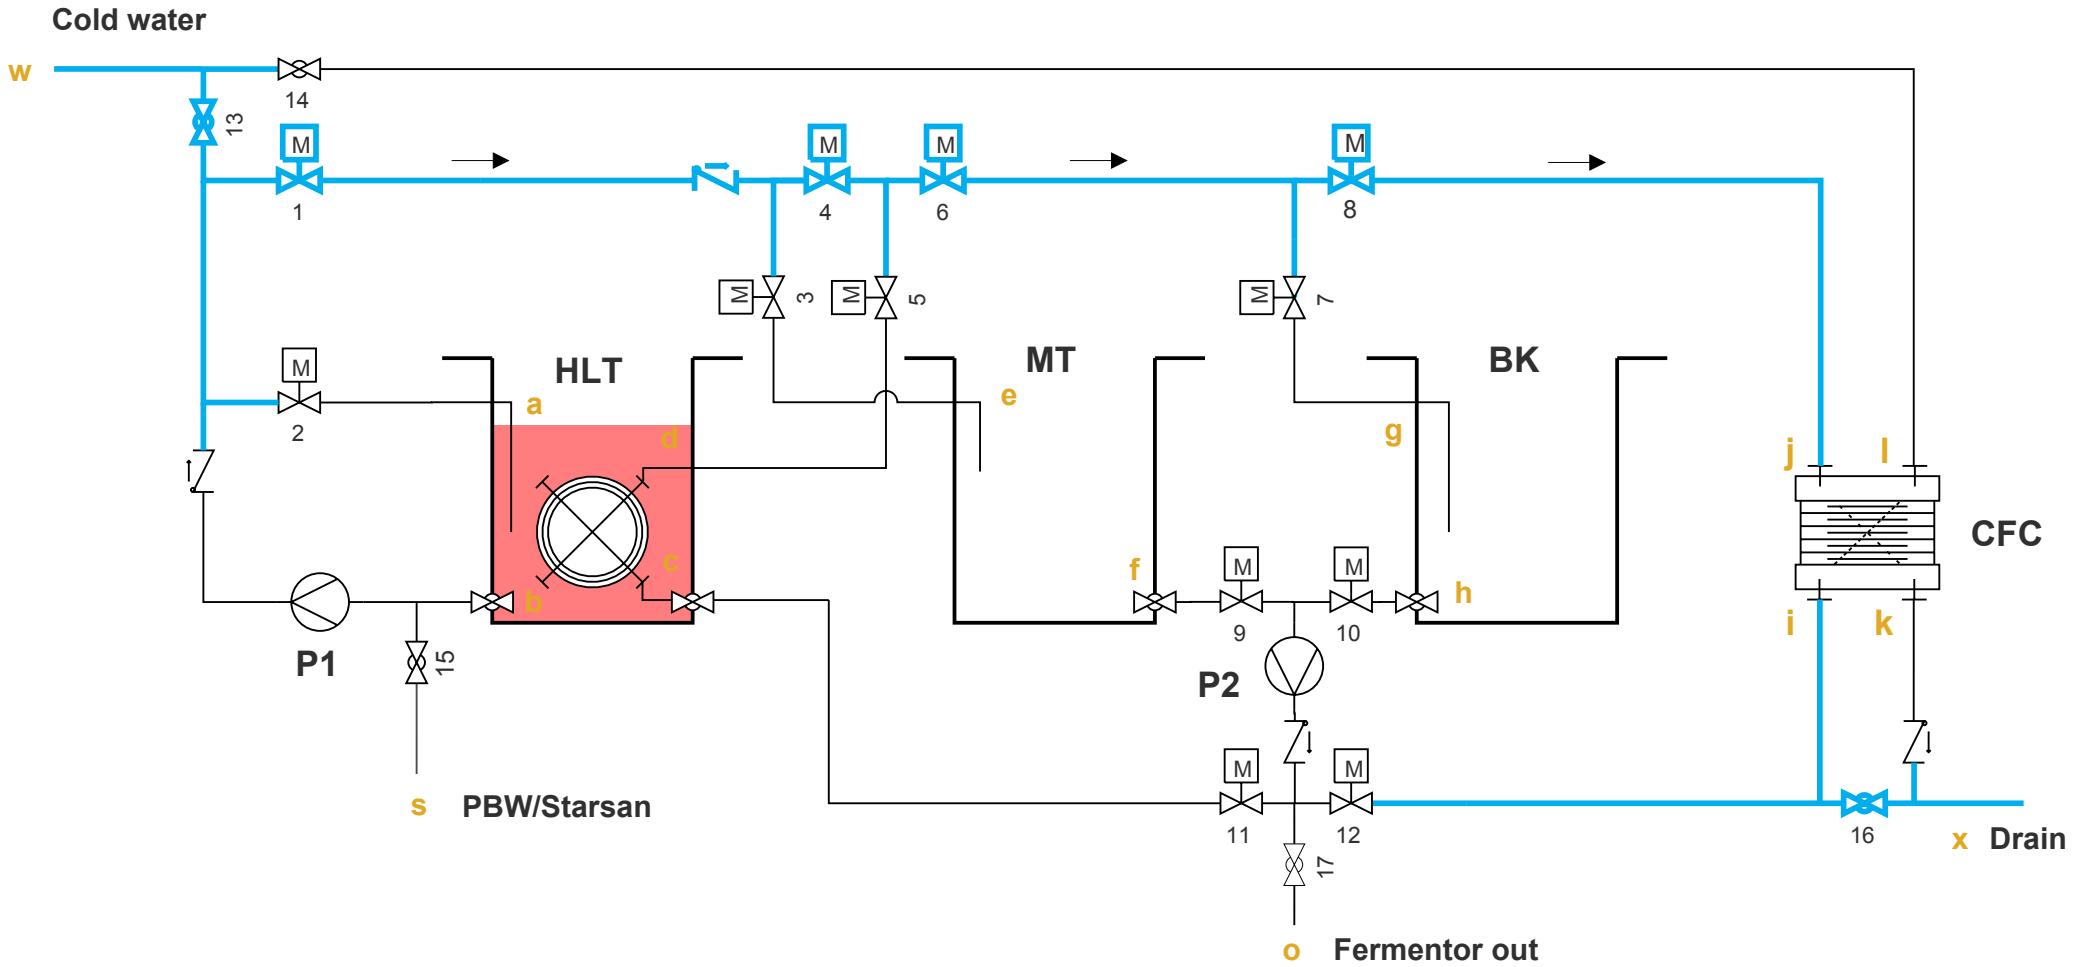 Cold water
w
14
13
M
M
M
M
1
4
6
8
M
3
M
5
M
7
M
2
HLT
MT
BK
a
d
e
g
j
l
c
b
f
M
M
h
CFC
9
10
i
k
P1
15
P2
s
PBW/Starsan
M
M
11
12
17
16
x
Drain
o
Fermentor out